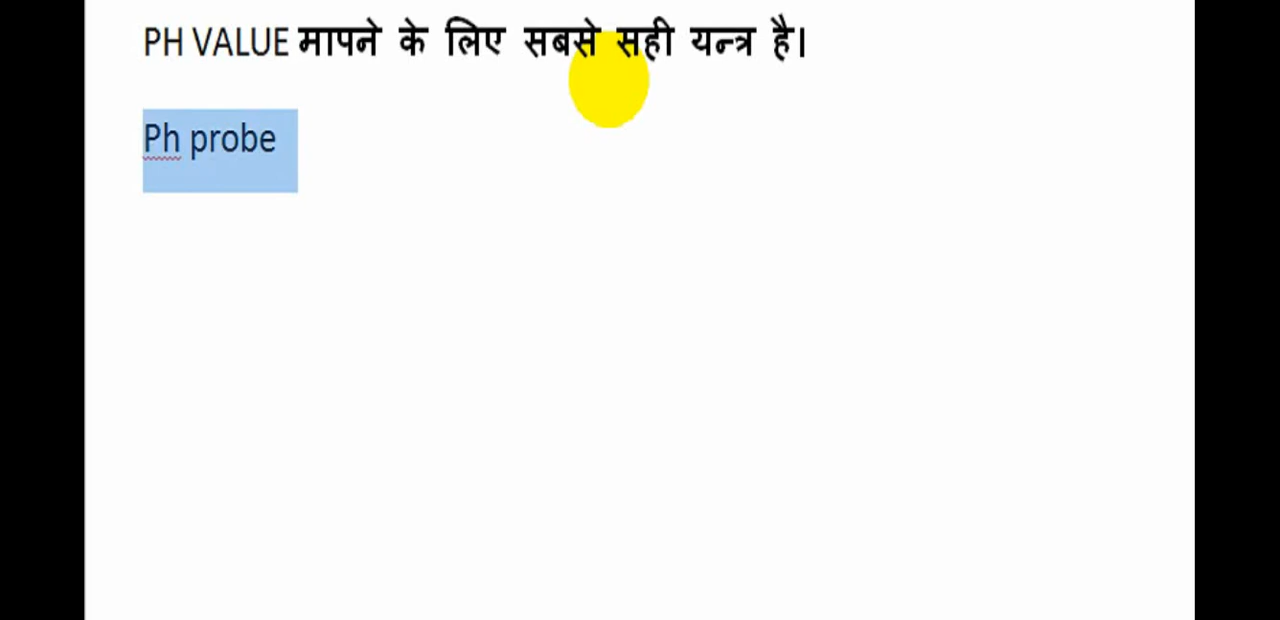 PH VALUE मापने के लिए सबसे सही यन्त्र है।
Ph probe